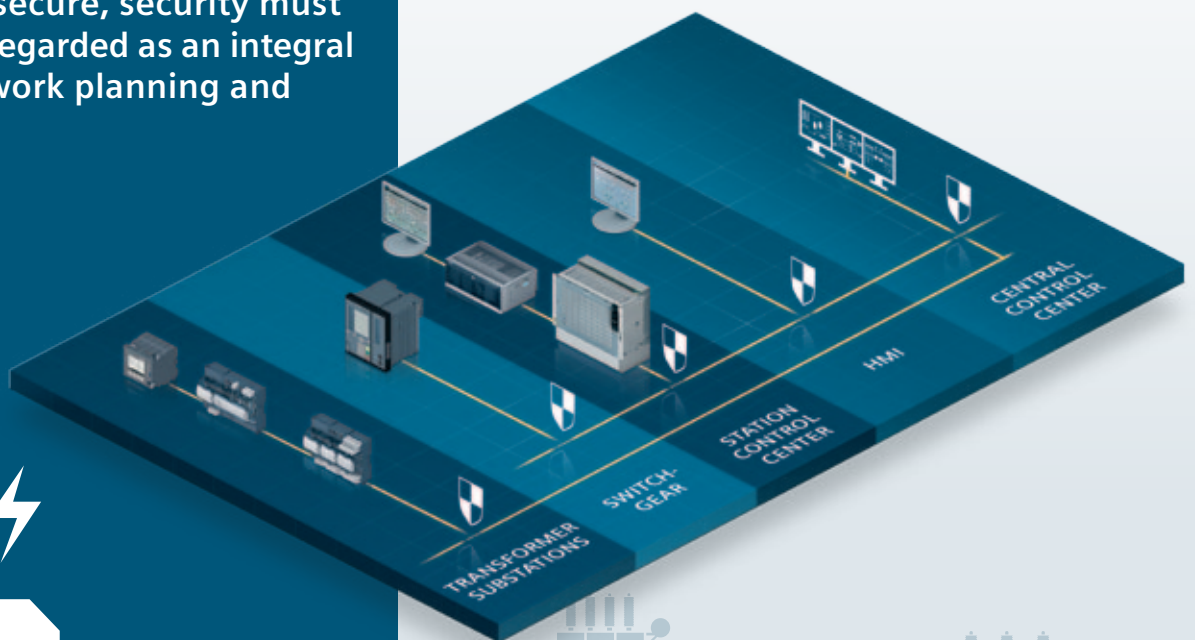 secure, security must
egarded as an integral
work planning and
CENTRAL
CONTROL
CENTER
HMI
STATION
CONTROL
CENTER
SWITCH-
GEAR
TRANSFORMER
SUBSTATIONS